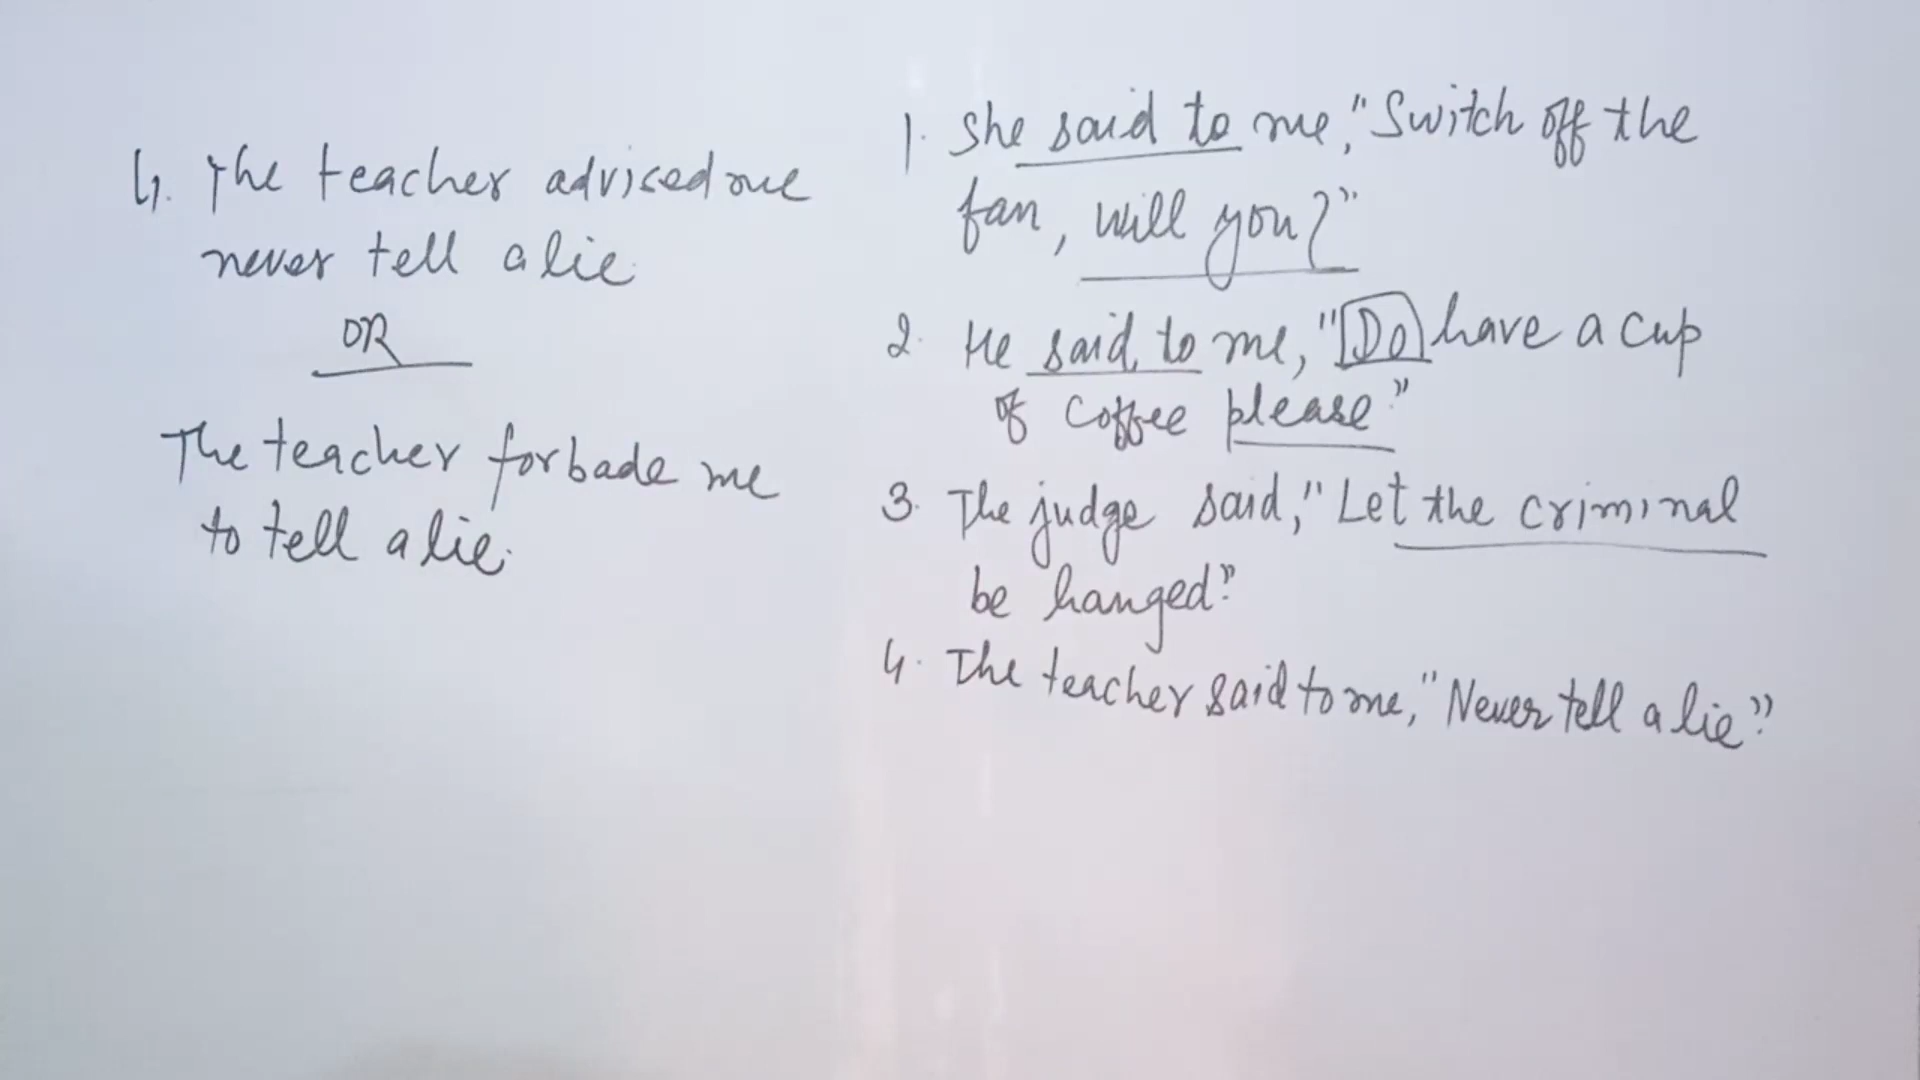 4. The teacher advised me
never tell a lie
OR
The teacher forbade me
to tell a lie.
1. She said to me, "Switch off the
fan, will you?"
2. He said to me, "Do have a cup
of coffee please."
3. The judge said, "Let the criminal
be hanged"
4. The teacher said to me, "Never tell a lie"